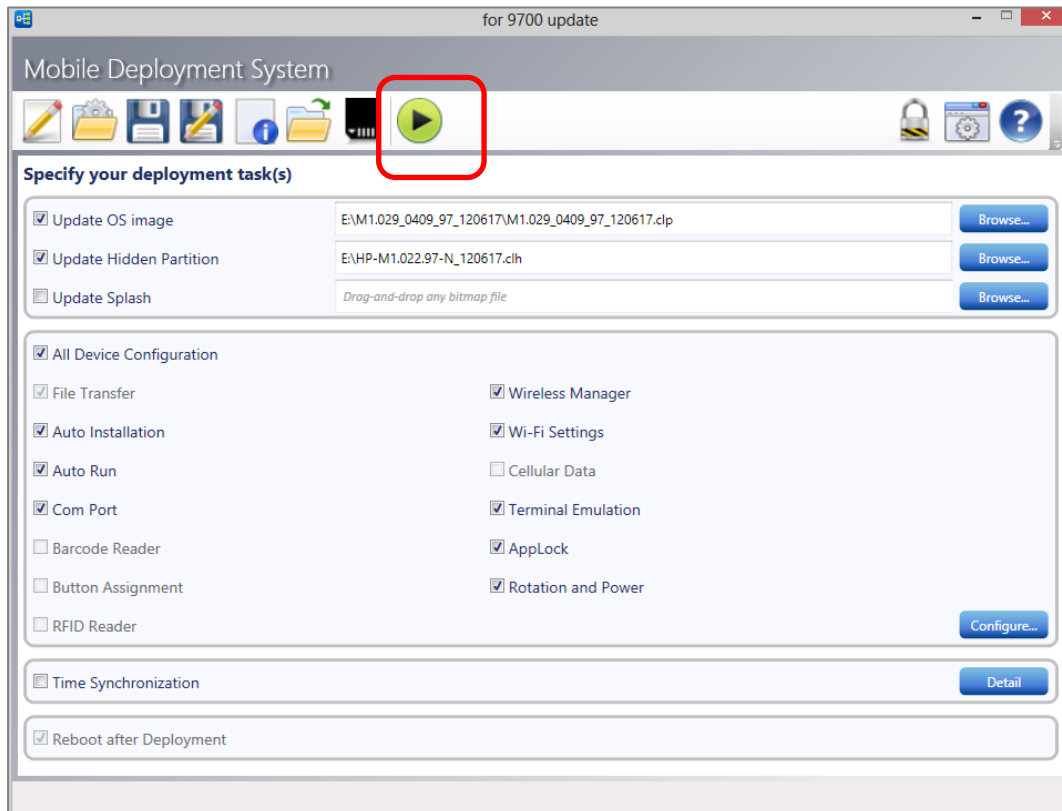 for 9700 update
Mobile Deployment System
Specify your deployment task(s)
Update OS image E:\M1.029_0409_97_120617\M1.029_0409_97_120617.clp Browse...
Update Hidden Partition E:\HP-M1.022.97-N_120617.clh Browse...
Update Splash Drag-and-drop any bitmap file Browse...
All Device Configuration
File Transfer Wireless Manager
Auto Installation Wi-Fi Settings
Auto Run Cellular Data
Com Port Terminal Emulation
Barcode Reader AppLock
Button Assignment Rotation and Power
RFID Reader Configure...
Time Synchronization Detail
Reboot after Deployment